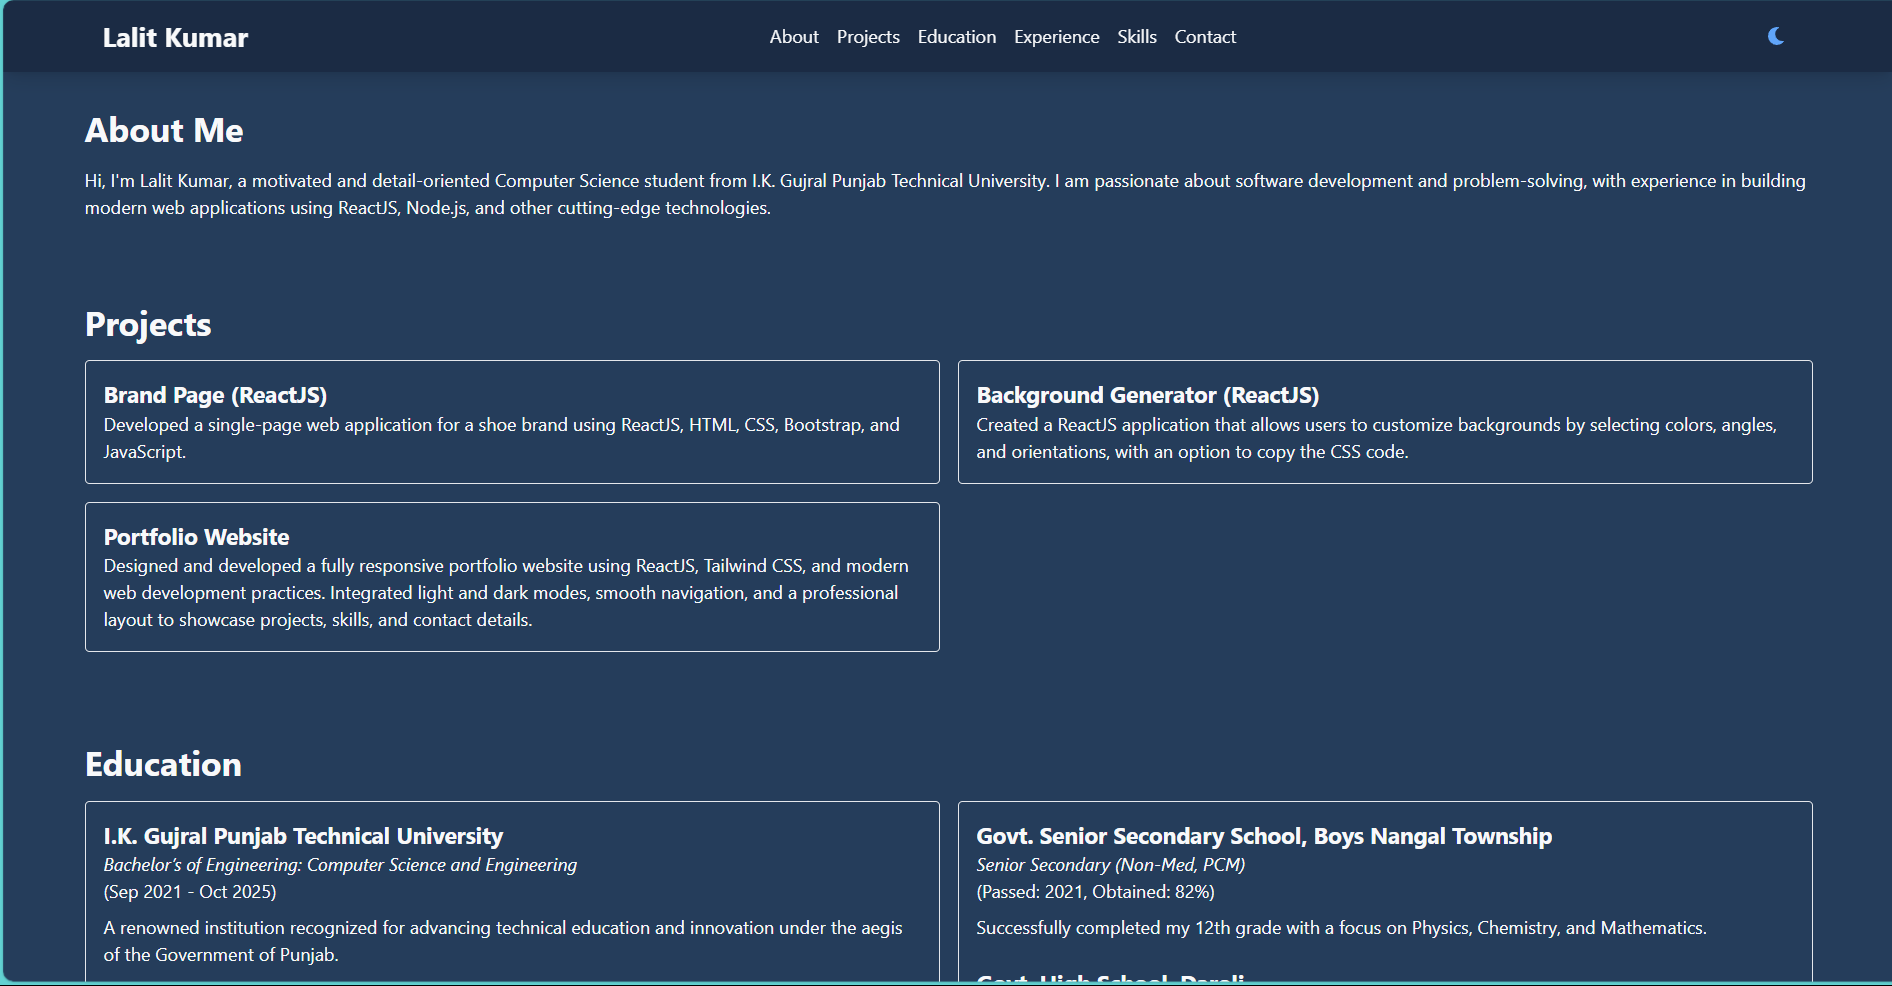 Lalit Kumar
About Projects Education Experience Skills Contact
About Me
Hi, I'm Lalit Kumar, a motivated and detail-oriented Computer Science student from I.K. Gujral Punjab Technical University. I am passionate about software development and problem-solving, with experience in building
modern web applications using ReactJS, Node.js, and other cutting-edge technologies.
Projects
Brand Page (ReactJS)
Developed a single-page web application for a shoe brand using ReactJS, HTML, CSS, Bootstrap, and
JavaScript.
Background Generator (ReactJS)
Created a ReactJS application that allows users to customize backgrounds by selecting colors, angles,
and orientations, with an option to copy the CSS code.
Portfolio Website
Designed and developed a fully responsive portfolio website using ReactJS, Tailwind CSS, and modern
web development practices. Integrated light and dark modes, smooth navigation, and a professional
layout to showcase projects, skills, and contact details.
Education
I.K. Gujral Punjab Technical University
Bachelor’s of Engineering: Computer Science and Engineering
(Sep 2021 - Oct 2025)
A renowned institution recognized for advancing technical education and innovation under the aegis
of the Government of Punjab.
Govt. Senior Secondary School, Boys Nangal Township
Senior Secondary (Non-Med, PCM)
(Passed: 2021, Obtained: 82%)
Successfully completed my 12th grade with a focus on Physics, Chemistry, and Mathematics.
Govt. High School,